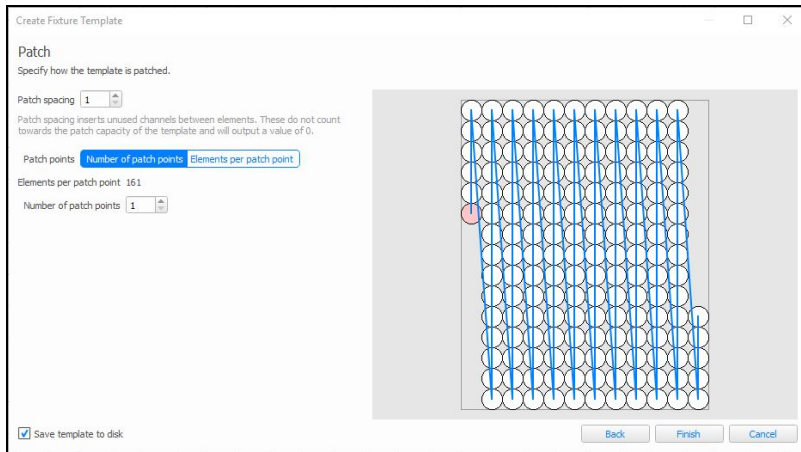 Create Fixture Template
Patch
Specify how the template is patched.
Patch spacing 1
Patch spacing inserts unused channels between elements. These do not count
towards the patch capacity of the template and will output a value of 0.
Patch points Number of patch points Elements per patch point
Elements per patch point 161
Number of patch points 1
Save template to disk
Back Finish Cancel